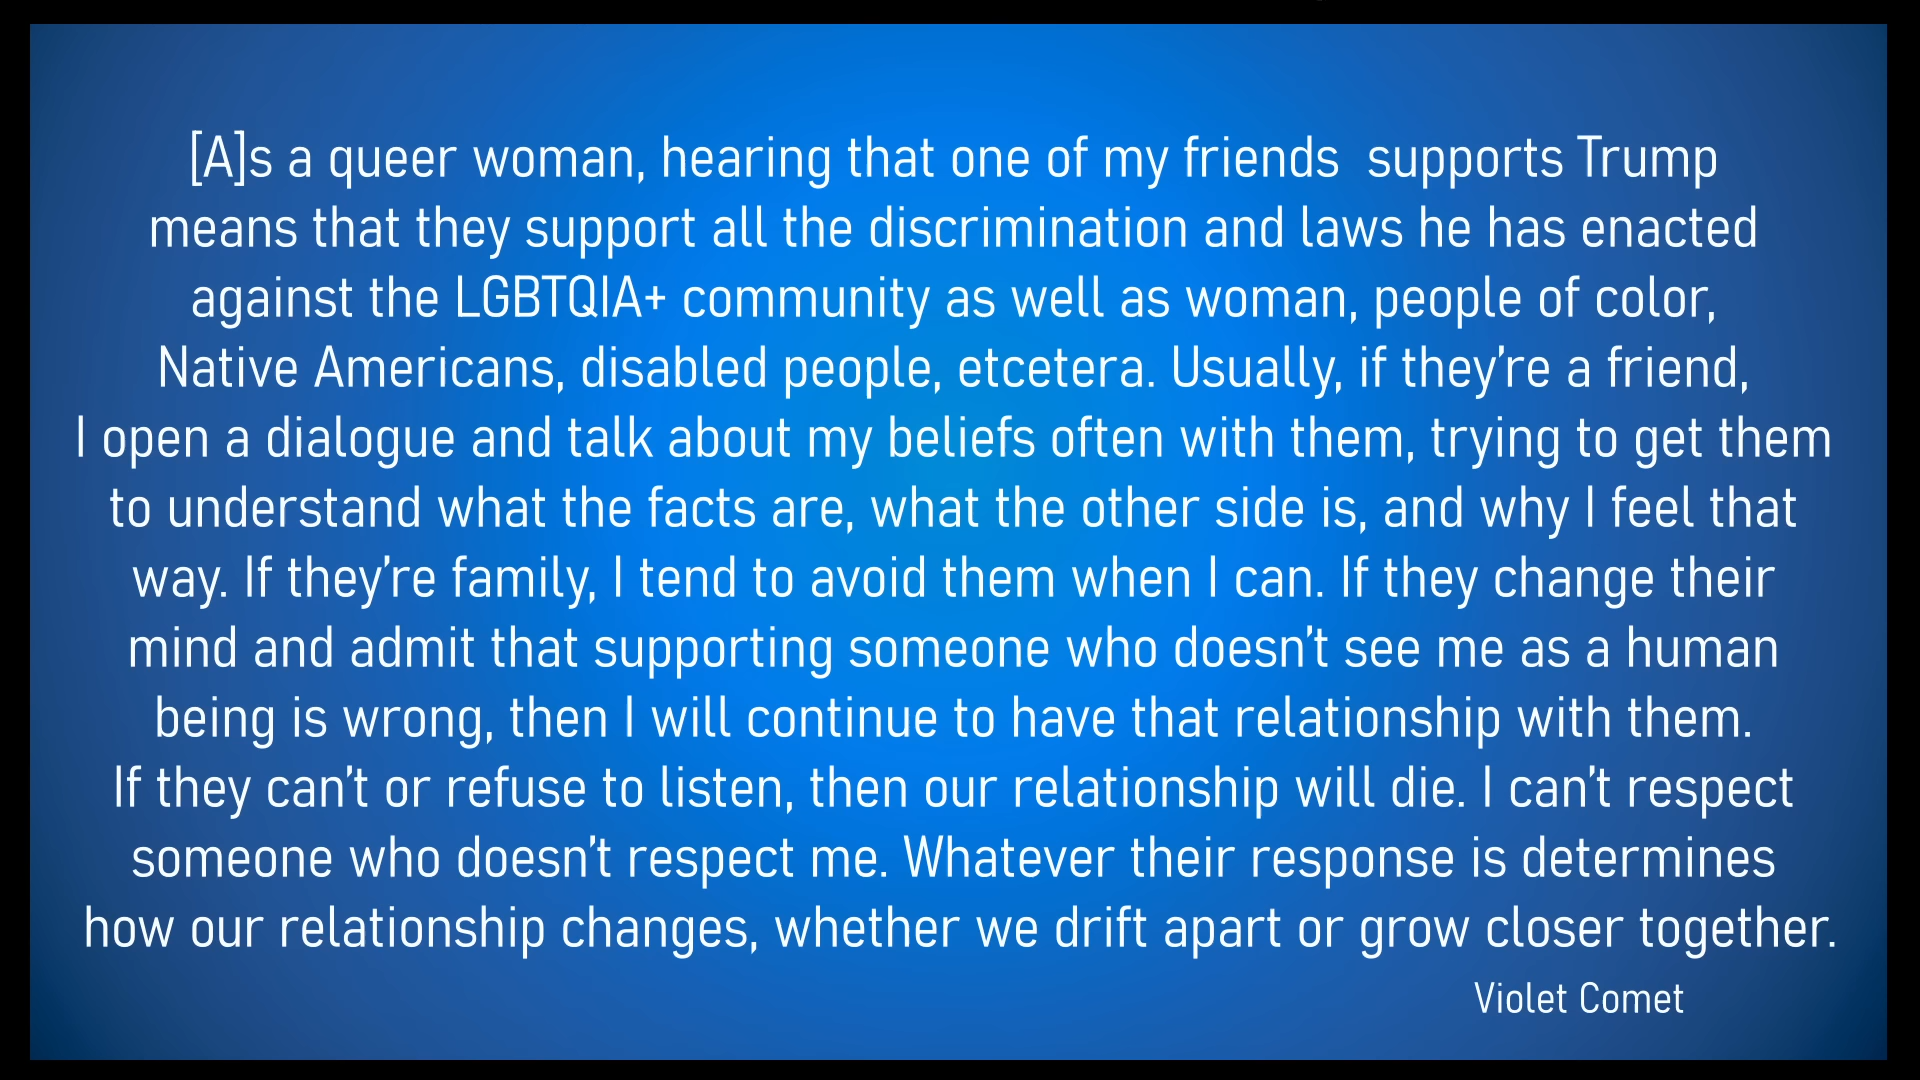 [A]s a queer woman, hearing that one of my friends  supports Trump
means that they support all the discrimination and laws he has enacted
against the LGBTQIA+ community as well as woman, people of color,
Native Americans, disabled people, etcetera. Usually, if they’re a friend,
I open a dialogue and talk about my beliefs often with them, trying to get them
to understand what the facts are, what the other side is, and why I feel that
way. If they’re family, I tend to avoid them when I can. If they change their
mind and admit that supporting someone who doesn’t see me as a human
being is wrong, then I will continue to have that relationship with them.
If they can’t or refuse to listen, then our relationship will die. I can’t respect
someone who doesn’t respect me. Whatever their response is determines
how our relationship changes, whether we drift apart or grow closer together.
Violet Comet